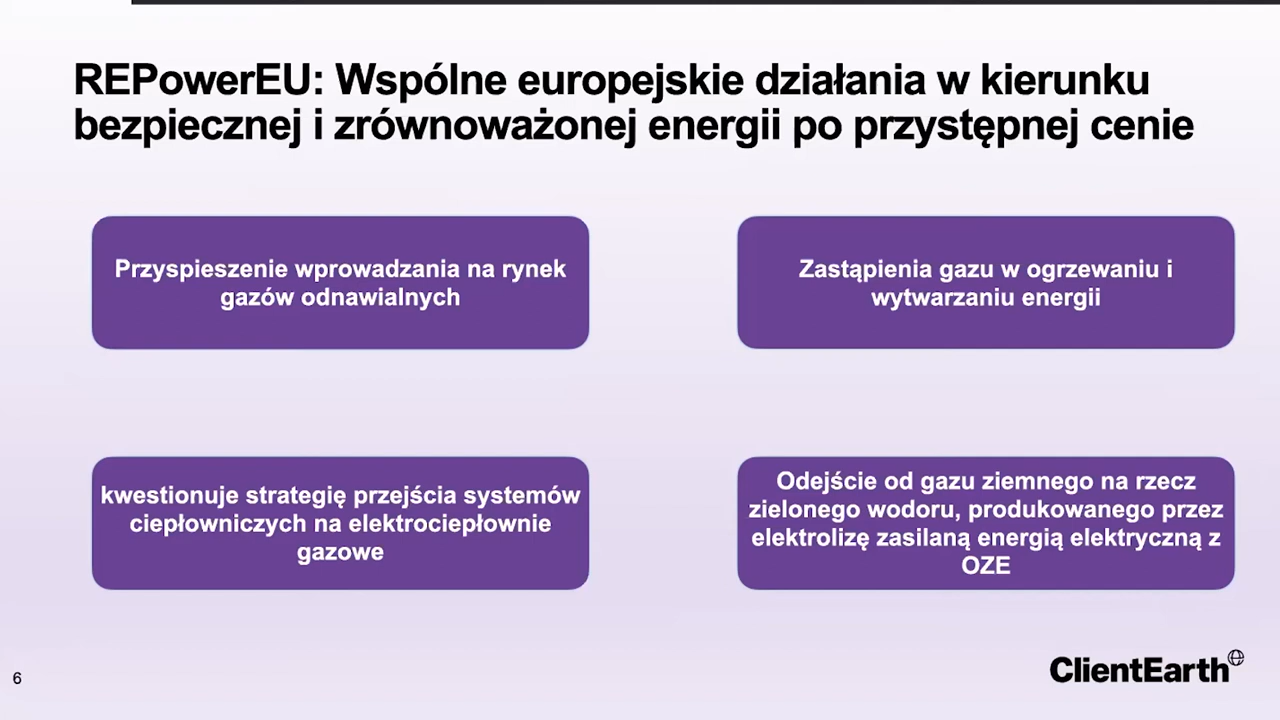 REPowerEU: Wspólne europejskie działania w kierunku
bezpiecznej i zrównoważonej energii po przystępnej cenie
Przyspieszenie wprowadzania na rynek
gazów odnawialnych
Zastąpienia gazu w ogrzewaniu i
wytwarzaniu energii
kwestionuje strategię przejścia systemów
ciepłowniczych na elektrociepłownie
gazowe
Odejście od gazu ziemnego na rzecz
zielonego wodoru, produkowanego przez
elektrolizę zasilaną energią elektryczną z
OZE
6
ClientEarth